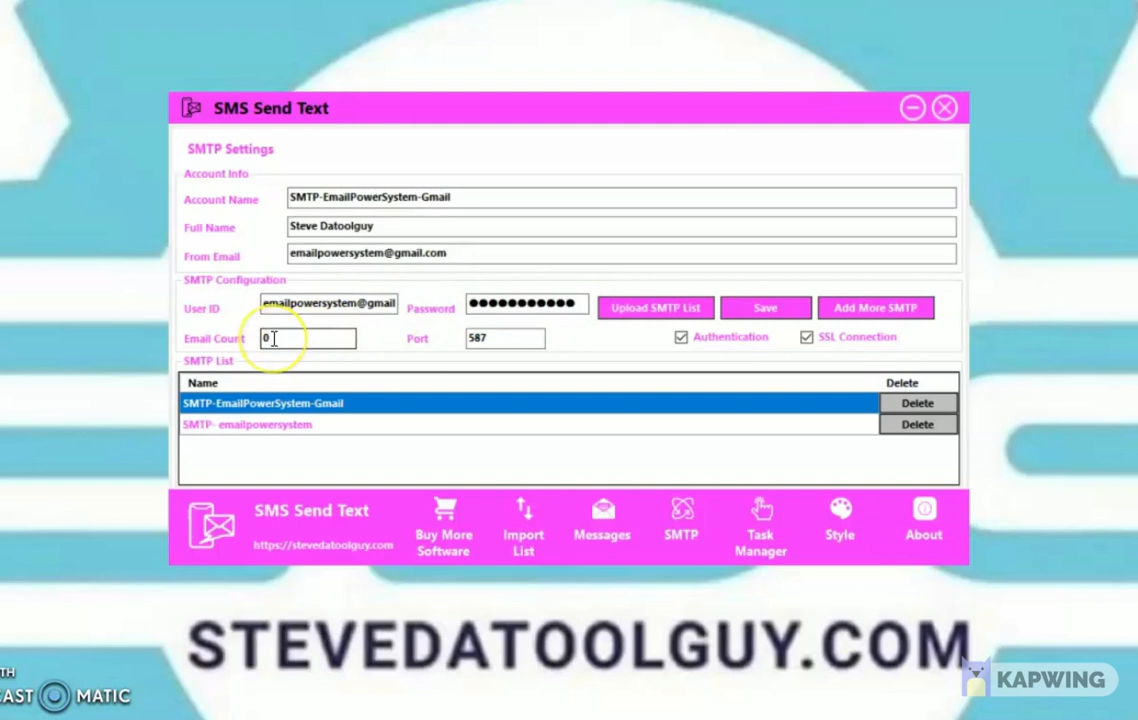 SMS Send Text
SMTP Settings
Account Info
Account Name SMTP-EmailPowerSystem-Gmail
Full Name Steve Datoolguy
From Email emailpowersystem@gmail.com
SMTP Configuration
User ID emailpowersystem@gmail Password ●●●●●●●●●●● Upload SMTP List Save Add More SMTP
Email Count 0 Port 587 Authentication SSL Connection
SMTP List
Name Delete
SMTP-EmailPowerSystem-Gmail Delete
SMTP- emailpowersystem Delete
SMS Send Text
https://stevedatoolguy.com
Buy More Software
Import List
Messages
SMTP
Task Manager
Style
About
STEVEDATOOLGUY.COM
TH
AST MATIC
KAPWING